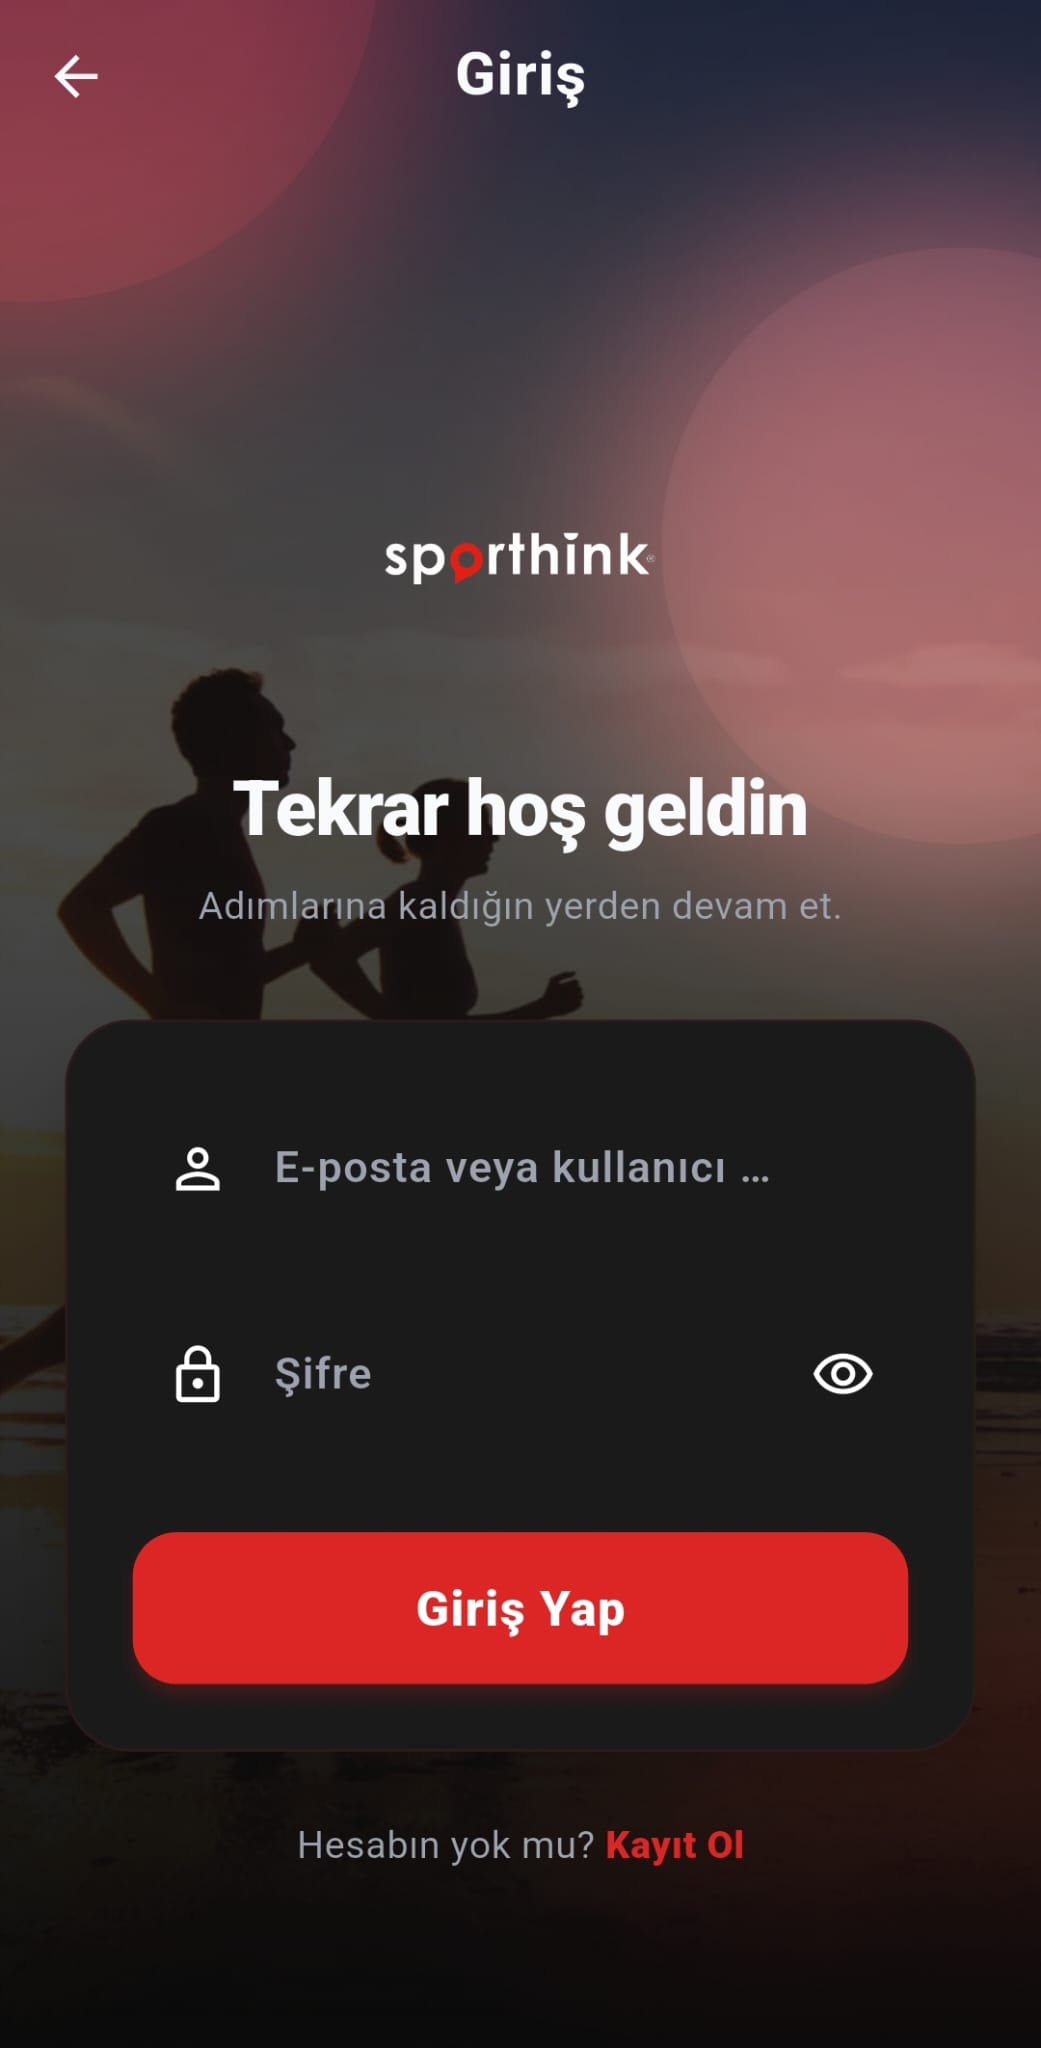 Giriş
sporthink®
Tekrar hoş geldin
Adımlarına kaldığın yerden devam et.
E-posta veya kullanıcı ...
Şifre
Giriş Yap
Hesabın yok mu? Kayıt Ol